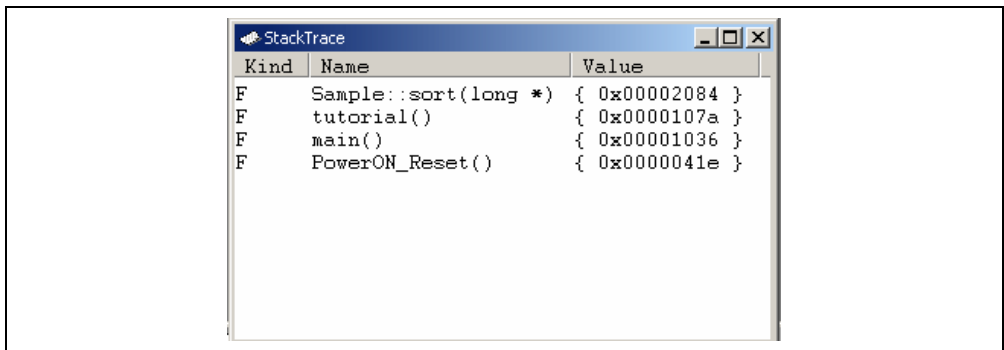 StackTrace
Kind Name Value
F Sample::sort(long *) { 0x00002084 }
F tutorial() { 0x0000107a }
F main() { 0x00001036 }
F PowerON_Reset() { 0x0000041e }